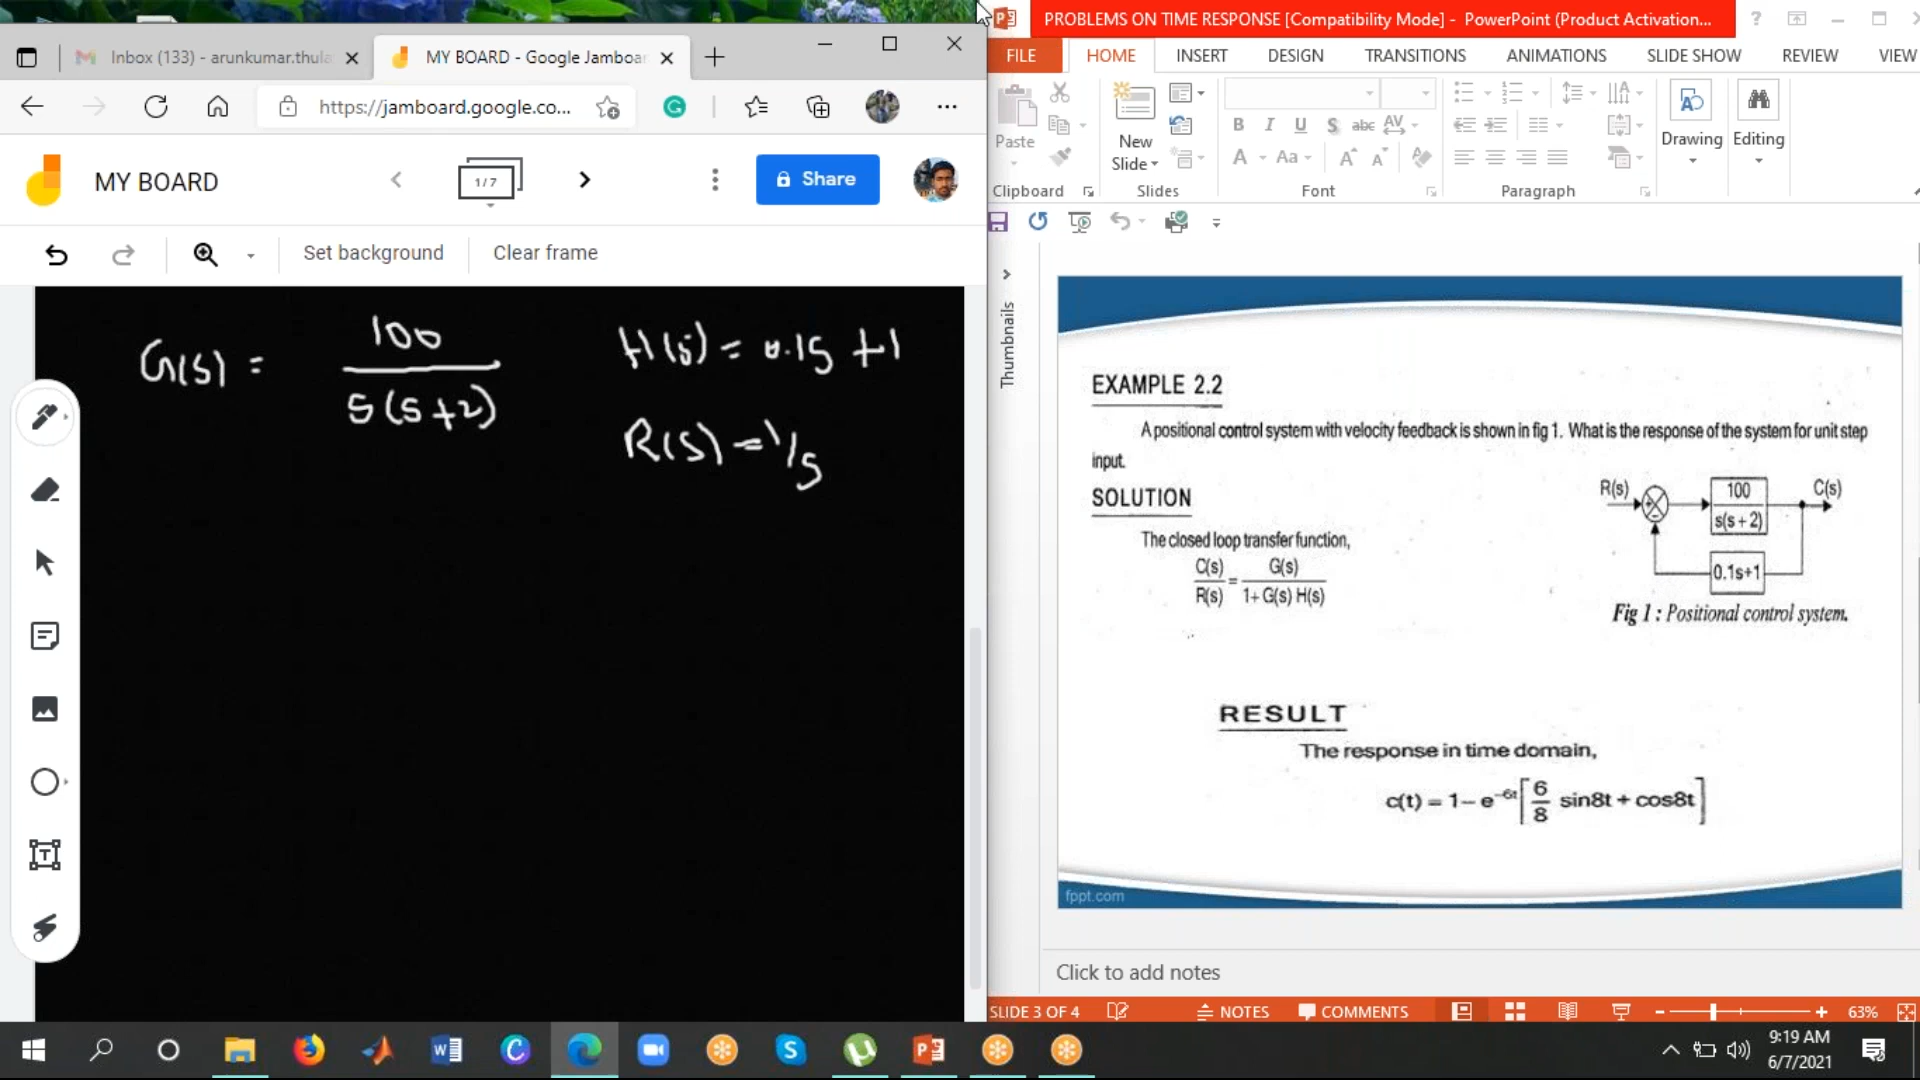 Inbox (133) - arunkumar.thula
MY BOARD - Google Jamboar
https://jamboard.google.co...
MY BOARD
1/7
Share
Set background
Clear frame
G(s) = 100 / s(s+2)
H(s) = 0.1s +1
R(s) = 1/s
PROBLEMS ON TIME RESPONSE [Compatibility Mode] - PowerPoint (Product Activation...
FILE HOME INSERT DESIGN TRANSITIONS ANIMATIONS SLIDE SHOW REVIEW VIEW
Paste
New
Slide
B I U S abc AV
A Aa A A
Drawing
Editing
Clipboard Slides Font Paragraph
Thumbnails
EXAMPLE 2.2
A positional control system with velocity feedback is shown in fig 1. What is the response of the system for unit step
input.
SOLUTION
The closed loop transfer function,
C(s)/R(s) = G(s)/1+ G(s) H(s)
R(s)
100
s(s + 2)
C(s)
0.1s+1
Fig 1 : Positional control system.
RESULT
The response in time domain,
c(t) = 1– e⁻⁶ᵗ [6/8 sin8t + cos8t]
fppt.com
Click to add notes
SLIDE 3 OF 4
NOTES
COMMENTS
63%
9:19 AM
6/7/2021